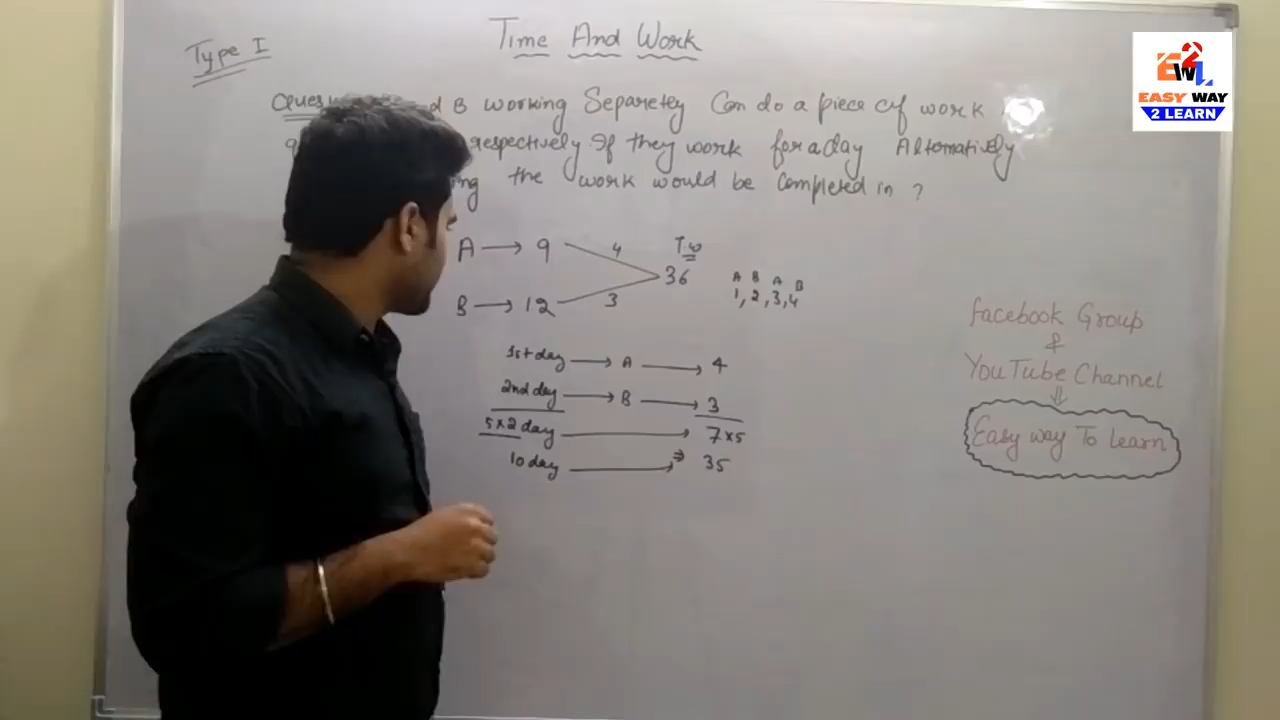 Type I
Time And Work
Ques B working Separetey Can do a piece of work
9 respectively If they work for a day Alternatively
the work would be completed in ?
A → 9 4 T.W
36
B → 12 3
A B A B
1, 2, 3, 4
1st day → A → 4
2nd day → B → 3
5x2 day → 7x5
10 day → ⇒ 35
facebook Group
&
YouTube Channel
⇓
Easy way To learn
E2L
W
EASY WAY
2 LEARN